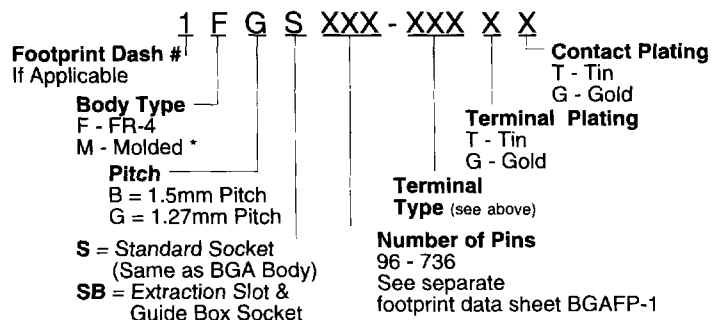 1 F G S XXX - XXX X X
Footprint Dash #
If Applicable
Body Type
F - FR-4
M - Molded *
Pitch
B = 1.5mm Pitch
G = 1.27mm Pitch
S = Standard Socket
(Same as BGA Body)
SB = Extraction Slot &
Guide Box Socket
Contact Plating
T - Tin
G - Gold
Terminal Plating
T - Tin
G - Gold
Terminal
Type (see above)
Number of Pins
96 - 736
See separate
footprint data sheet BGAFP-1